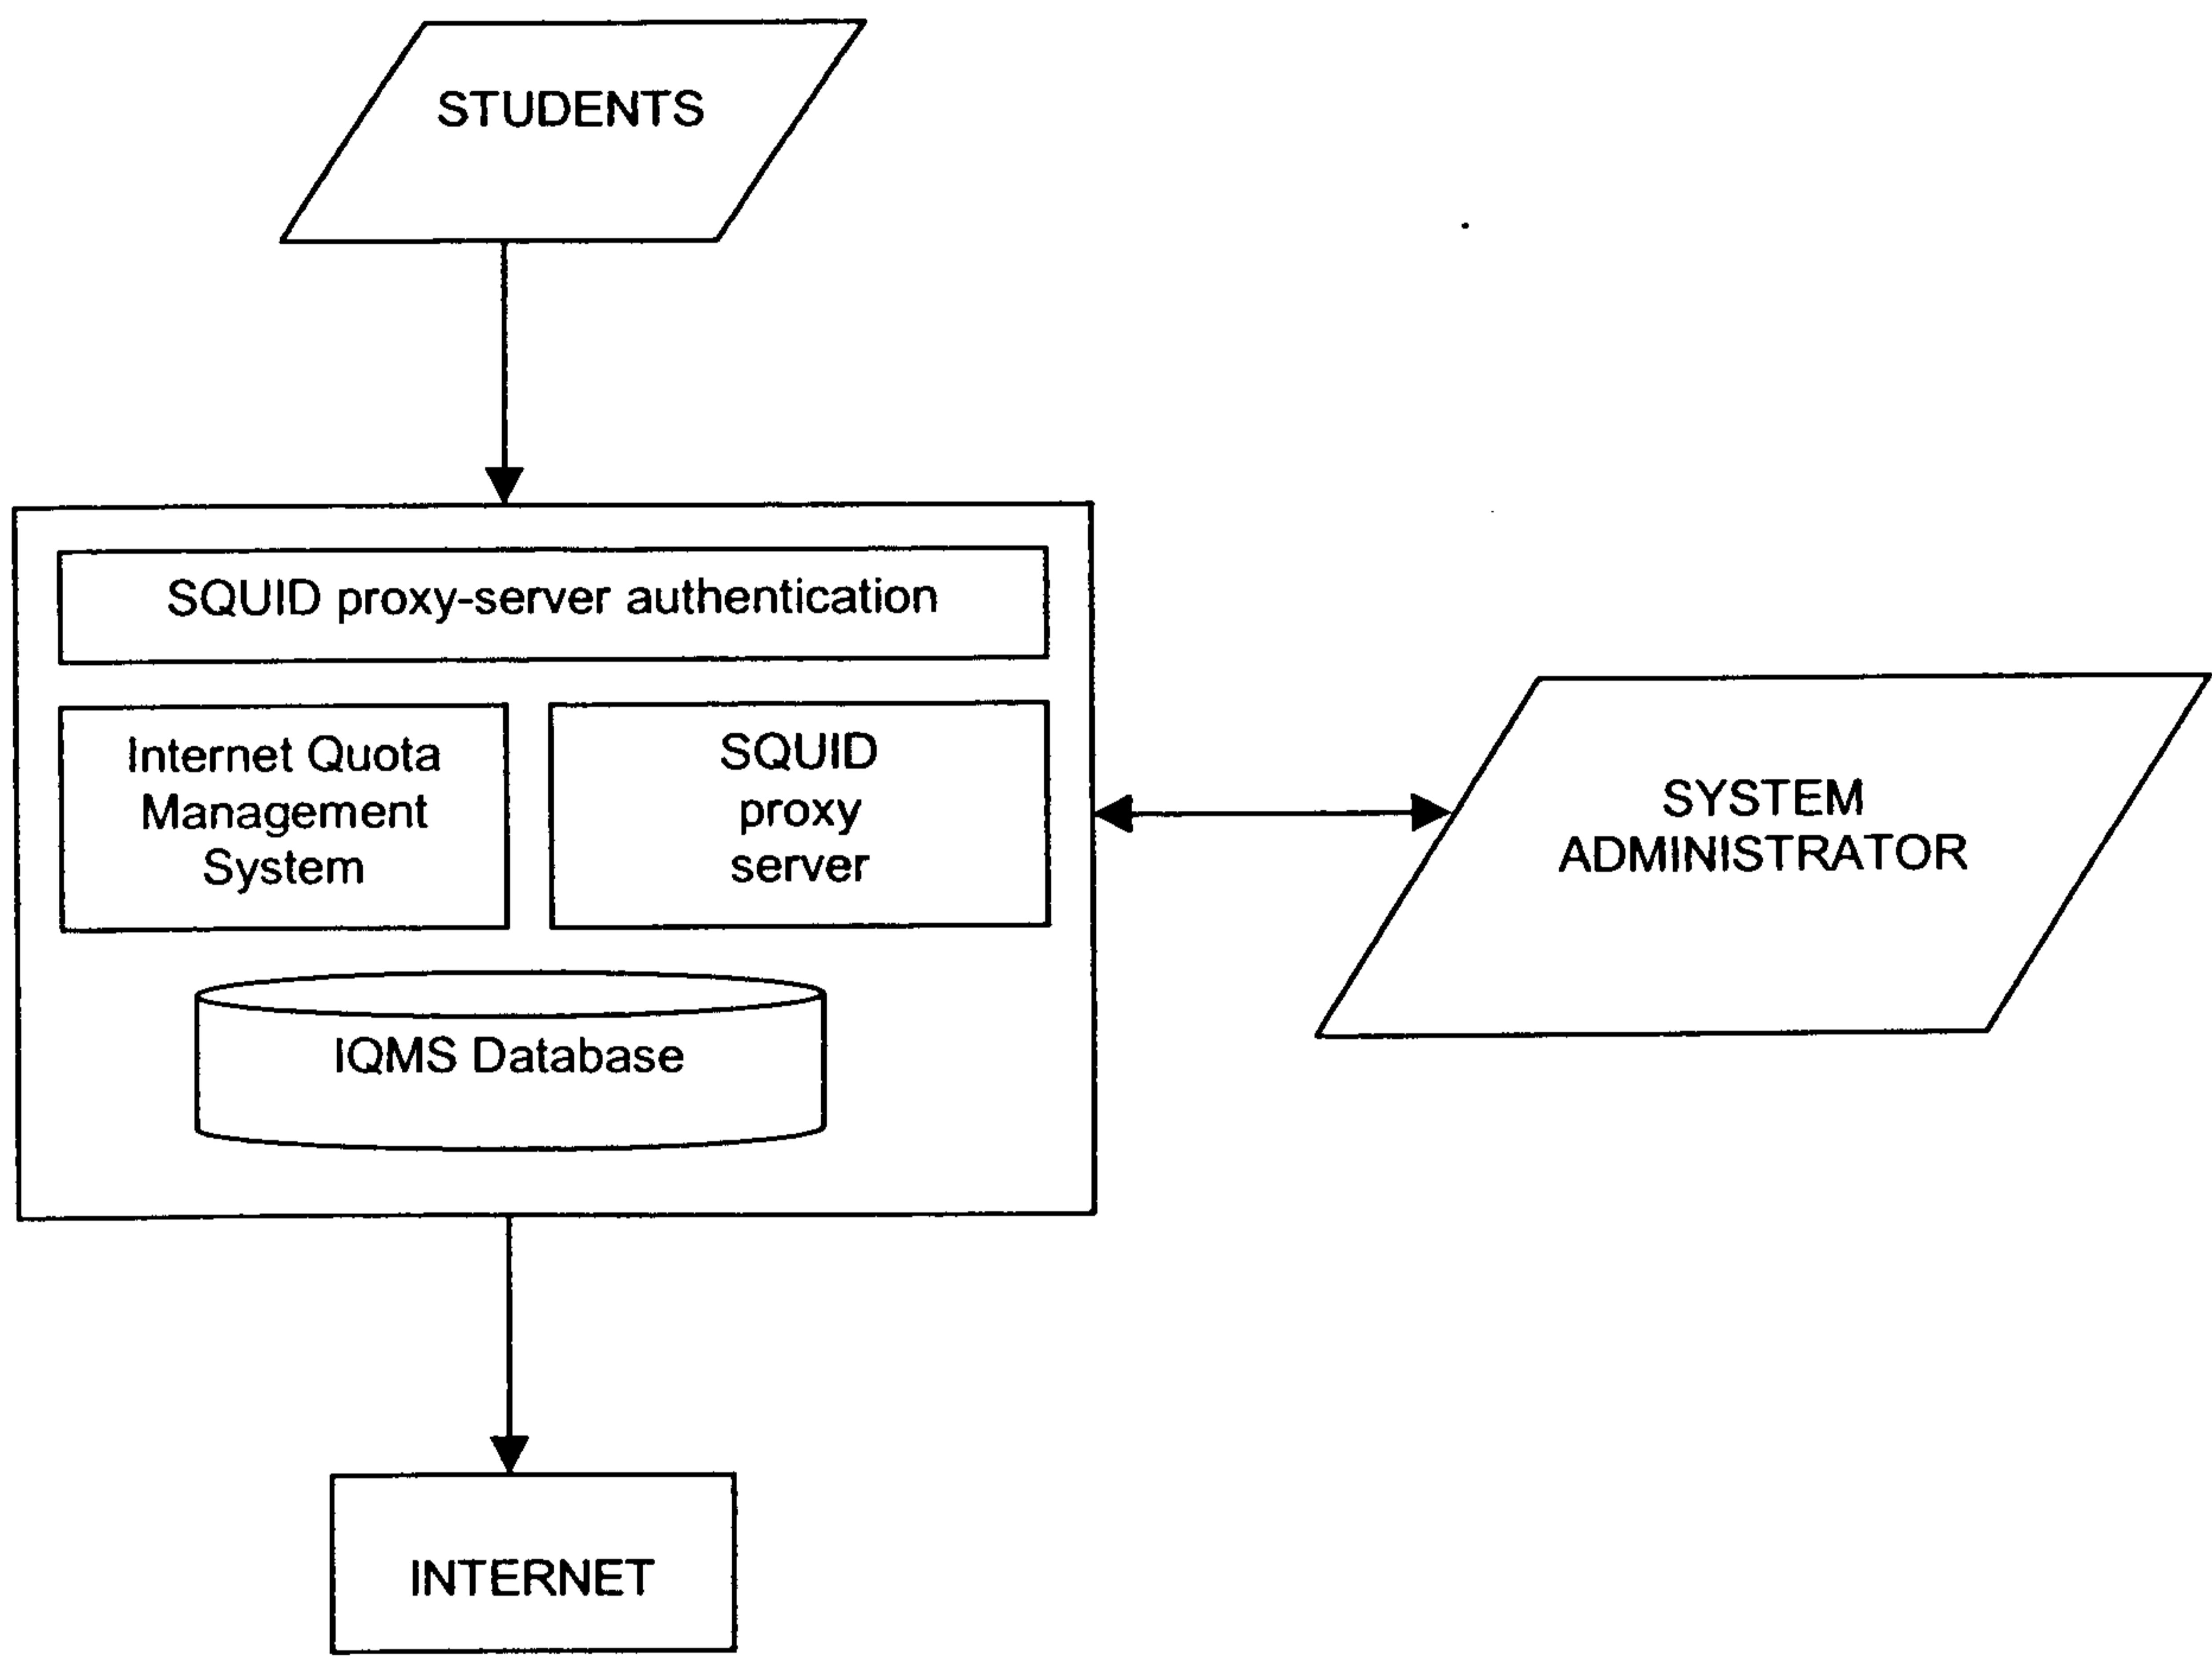 STUDENTS
SQUID proxy-server authentication
Internet Quota
Management
System
SQUID
proxy
server
SYSTEM
ADMINISTRATOR
IQMS Database
INTERNET